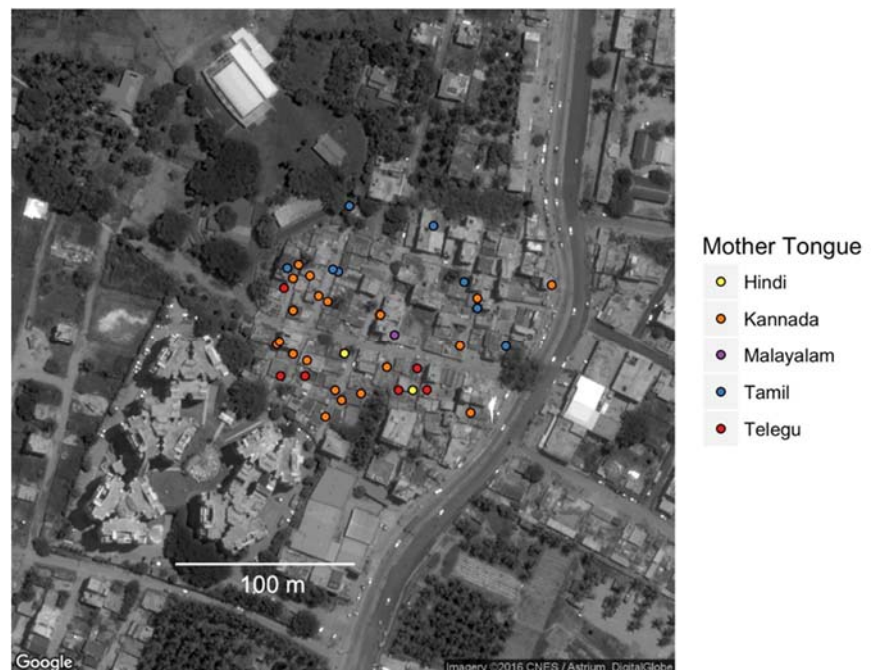 Mother Tongue
Hindi
Kannada
Malayalam
Tamil
Telegu
100 m
Google
Imagery ©2016 CNES / Astrium, DigitalGlobe